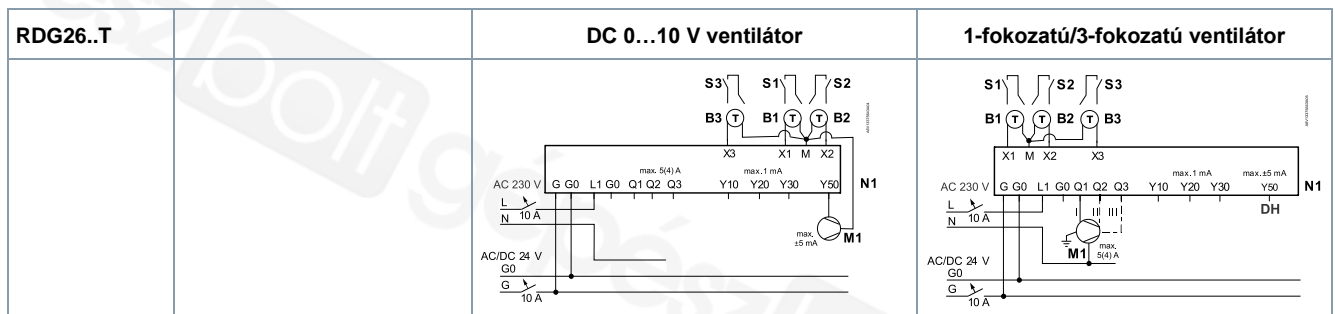 RDG26..T
DC 0…10 V ventilátor
1-fokozatú/3-fokozatú ventilátor
S3 S1 S2
B3 T B1 T T B2
X3 X1 M X2
max. 5(4) A max.1 mA
AC 230 V G G0 L1 G0 Q1 Q2 Q3 Y10 Y20 Y30 Y50 N1
L
10 A
N
max.
±5 mA
M1
AC/DC 24 V
G0
G
10 A
S1 S2 S3
B1 T T B2 T B3
X1 M X2 X3
max.1 mA max.±5 mA
AC 230 V G G0 L1 G0 Q1 Q2 Q3 Y10 Y20 Y30 Y50 N1
L
10 A
I II III
DH
N
M1
max.
5(4) A
AC/DC 24 V
G0
G
10 A
zbolt gépész